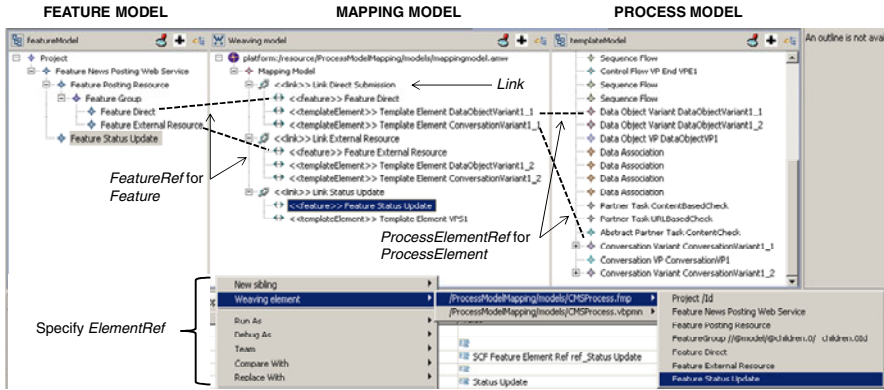 FEATURE MODEL
MAPPING MODEL
PROCESS MODEL
featureModel
Weaving model
templateModel
An outline is not avai
Project
Feature News Posting Web Service
Feature Posting Resource
Feature Group
Feature Direct
Feature External Resource
Feature Status Update
platform:/resource/ProcessModelMapping/models/mappingmodel.amw
Mapping Model
<<link>> Link Direct Submission
<<feature>> Feature Direct
<<templateElement>> Template Element DataObjectVariant1_1
<<templateElement>> Template Element ConversationVariant1_1
<<link>> Link External Resource
<<feature>> Feature External Resource
<<templateElement>> Template Element DataObjectVariant1_2
<<templateElement>> Template Element ConversationVariant1_2
<<link>> Link Status Update
<<feature>> Feature Status Update
<<templateElement>> Template Element VPS1
Link
FeatureRef for
Feature
ProcessElementRef for
ProcessElement
Sequence Flow
Control Flow VP End VPE1
Sequence Flow
Sequence Flow
Data Object Variant DataObjectVariant1_1
Data Object Variant DataObjectVariant1_2
Data Object VP DataObjectVP1
Data Association
Data Association
Data Association
Data Association
Partner Task ContentBasedCheck
Partner Task URLBasedCheck
Abstract Partner Task ContentCheck
Conversation Variant ConversationVariant1_1
Conversation VP ConversationVP1
Conversation Variant ConversationVariant1_2
Specify ElementRef
New sibling
Weaving element
Run As
Debug As
Team
Compare With
Replace With
/ProcessModelMapping/models/CMSProcess.fmp
/ProcessModelMapping/models/CMSProcess.vbpmn
SCF Feature Element Ref ref_Status Update
Status Update
Project /Id
Feature News Posting Web Service
Feature Posting Resource
FeatureGroup //@model/@children.0/
Feature Direct
Feature External Resource
Feature Status Update